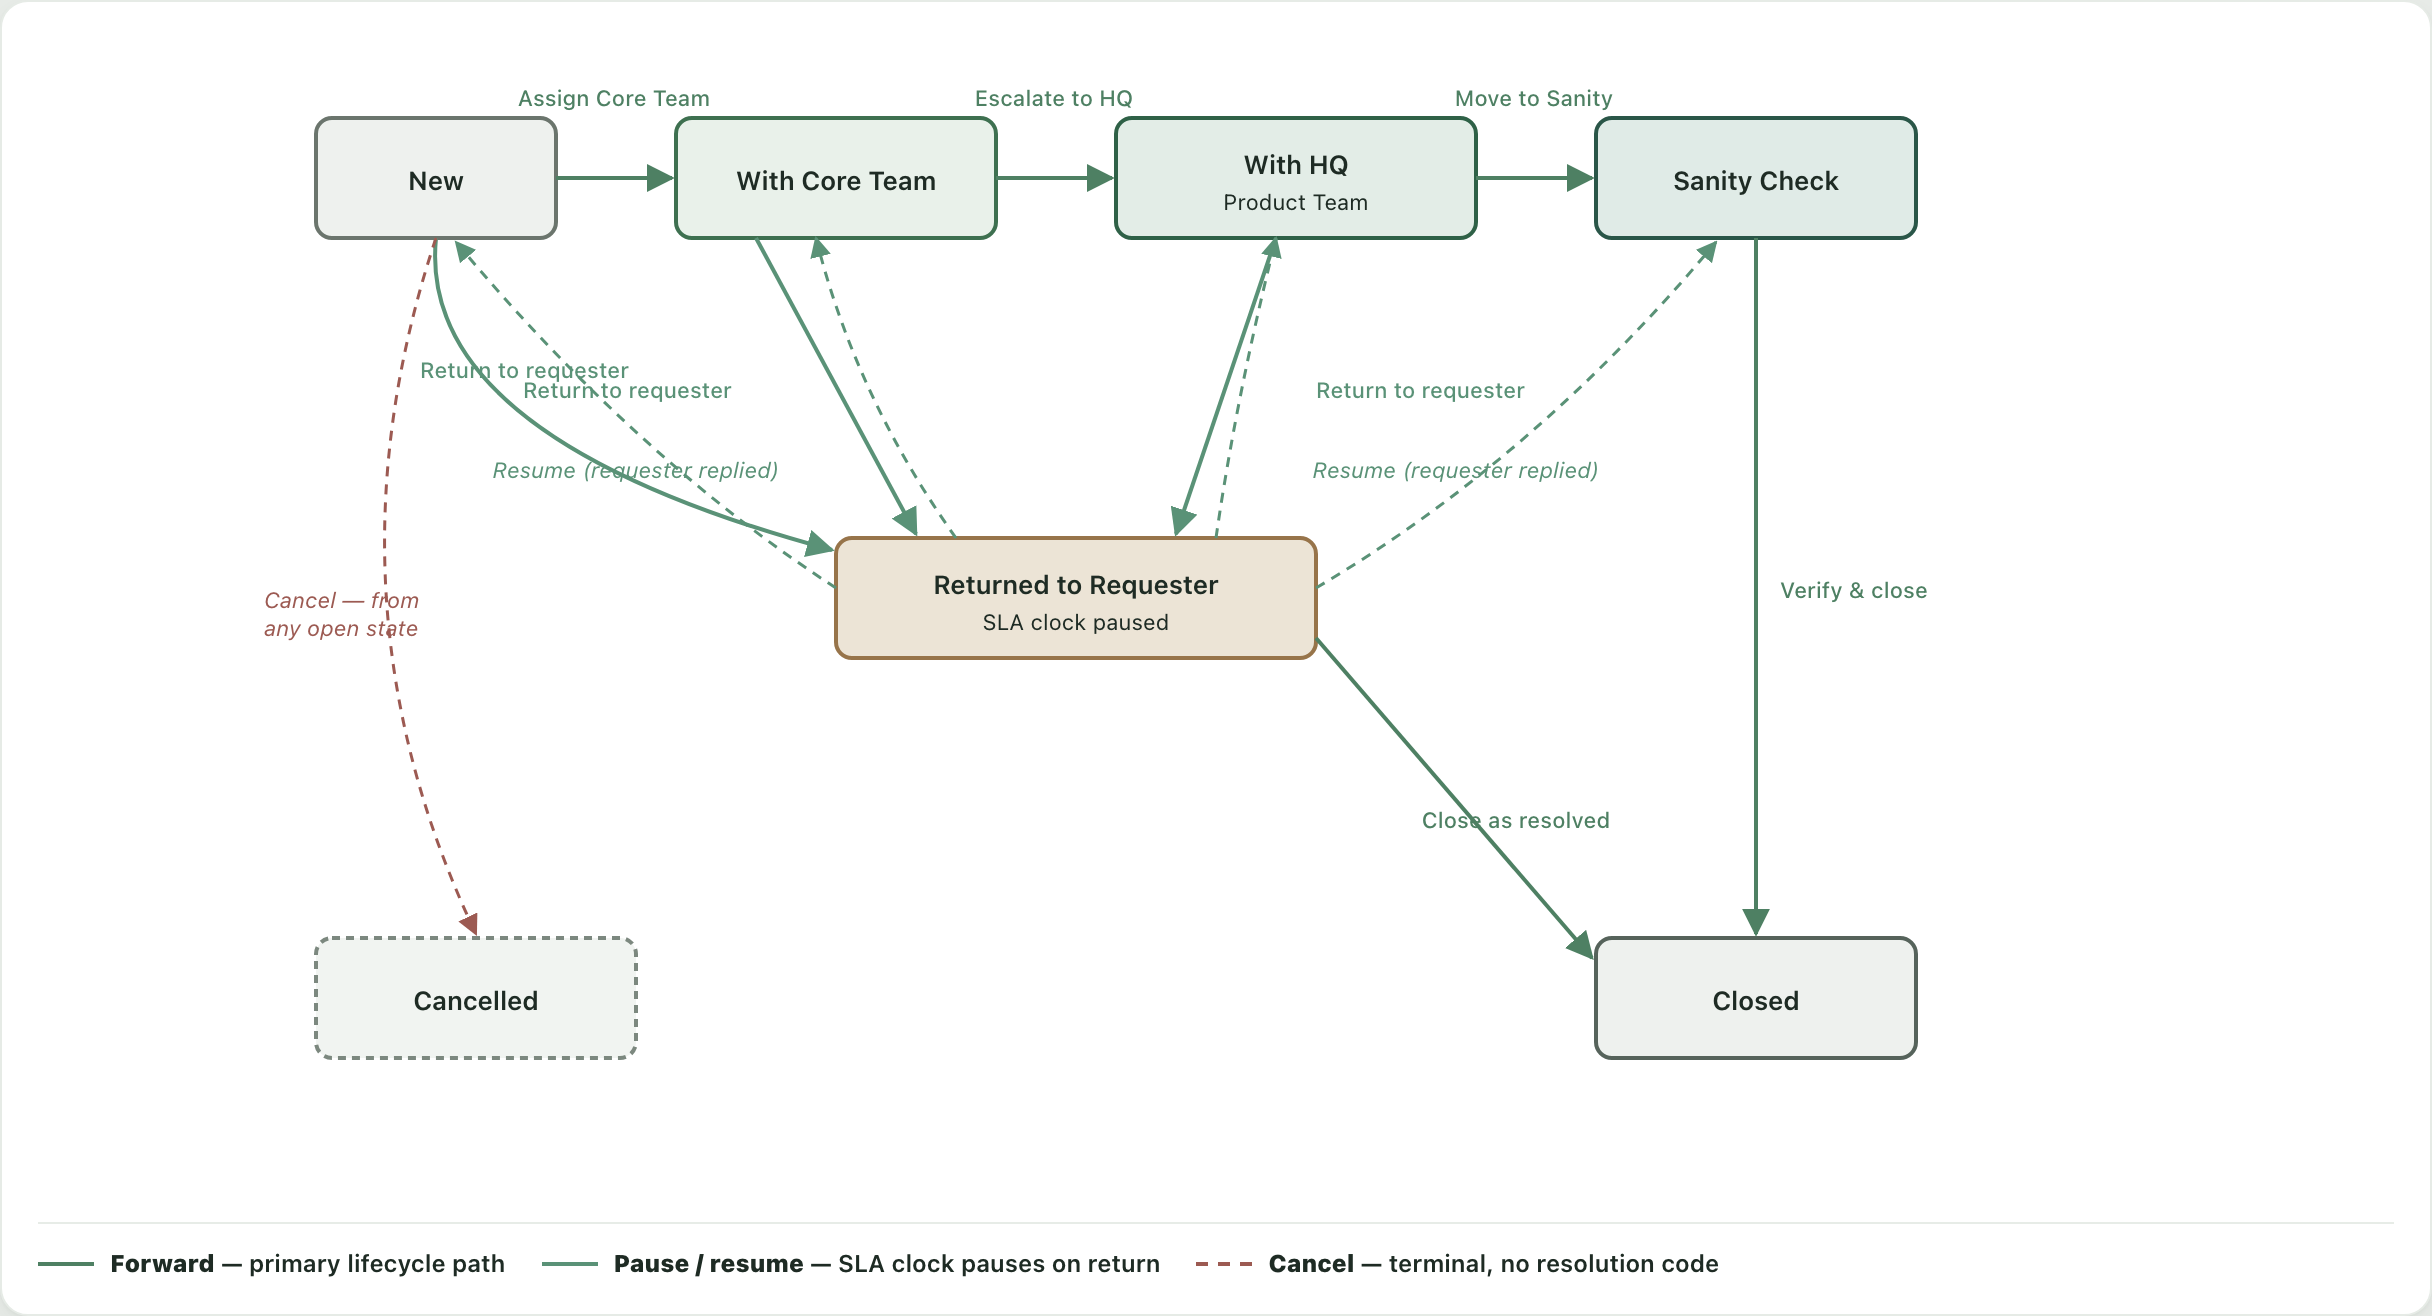 Assign Core Team
Escalate to HQ
Move to Sanity
New
With Core Team
With HQ
Product Team
Sanity Check
Return to requester
Return to requester
Return to requester
Resume (requester replied)
Resume (requester replied)
Returned to Requester
SLA clock paused
Cancel — from
any open state
Verify & close
Close as resolved
Cancelled
Closed
Forward — primary lifecycle path
Pause / resume — SLA clock pauses on return
Cancel — terminal, no resolution code